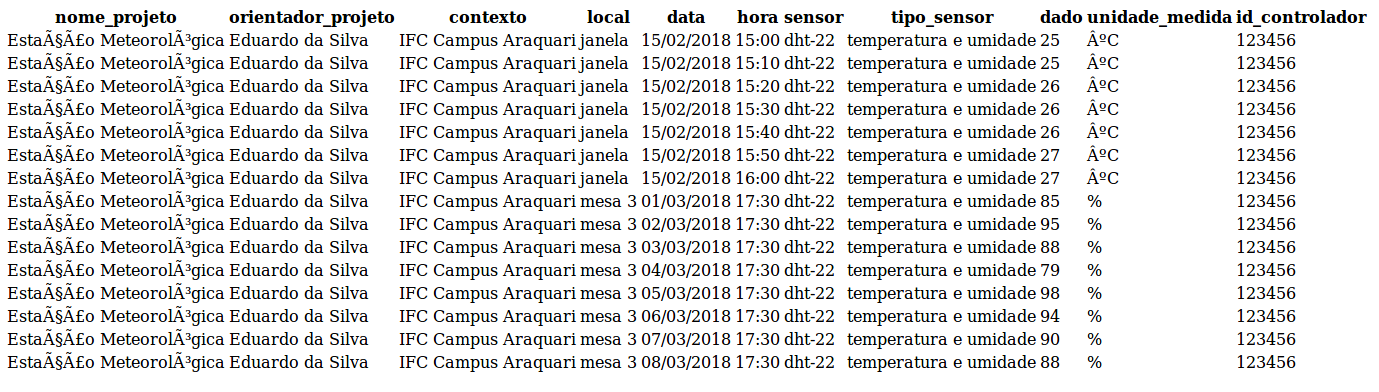 nome_projeto orientador_projeto contexto local data hora sensor tipo_sensor dado unidade_medida id_controlador
EstaÃ§Ã£o MeteorolÃ³gica Eduardo da Silva IFC Campus Araquari janela 15/02/2018 15:00 dht-22 temperatura e umidade 25 ÂºC 123456
EstaÃ§Ã£o MeteorolÃ³gica Eduardo da Silva IFC Campus Araquari janela 15/02/2018 15:10 dht-22 temperatura e umidade 25 ÂºC 123456
EstaÃ§Ã£o MeteorolÃ³gica Eduardo da Silva IFC Campus Araquari janela 15/02/2018 15:20 dht-22 temperatura e umidade 26 ÂºC 123456
EstaÃ§Ã£o MeteorolÃ³gica Eduardo da Silva IFC Campus Araquari janela 15/02/2018 15:30 dht-22 temperatura e umidade 26 ÂºC 123456
EstaÃ§Ã£o MeteorolÃ³gica Eduardo da Silva IFC Campus Araquari janela 15/02/2018 15:40 dht-22 temperatura e umidade 26 ÂºC 123456
EstaÃ§Ã£o MeteorolÃ³gica Eduardo da Silva IFC Campus Araquari janela 15/02/2018 15:50 dht-22 temperatura e umidade 27 ÂºC 123456
EstaÃ§Ã£o MeteorolÃ³gica Eduardo da Silva IFC Campus Araquari janela 15/02/2018 16:00 dht-22 temperatura e umidade 27 ÂºC 123456
EstaÃ§Ã£o MeteorolÃ³gica Eduardo da Silva IFC Campus Araquari mesa 3 01/03/2018 17:30 dht-22 temperatura e umidade 85 % 123456
EstaÃ§Ã£o MeteorolÃ³gica Eduardo da Silva IFC Campus Araquari mesa 3 02/03/2018 17:30 dht-22 temperatura e umidade 95 % 123456
EstaÃ§Ã£o MeteorolÃ³gica Eduardo da Silva IFC Campus Araquari mesa 3 03/03/2018 17:30 dht-22 temperatura e umidade 88 % 123456
EstaÃ§Ã£o MeteorolÃ³gica Eduardo da Silva IFC Campus Araquari mesa 3 04/03/2018 17:30 dht-22 temperatura e umidade 79 % 123456
EstaÃ§Ã£o MeteorolÃ³gica Eduardo da Silva IFC Campus Araquari mesa 3 05/03/2018 17:30 dht-22 temperatura e umidade 98 % 123456
EstaÃ§Ã£o MeteorolÃ³gica Eduardo da Silva IFC Campus Araquari mesa 3 06/03/2018 17:30 dht-22 temperatura e umidade 94 % 123456
EstaÃ§Ã£o MeteorolÃ³gica Eduardo da Silva IFC Campus Araquari mesa 3 07/03/2018 17:30 dht-22 temperatura e umidade 90 % 123456
EstaÃ§Ã£o MeteorolÃ³gica Eduardo da Silva IFC Campus Araquari mesa 3 08/03/2018 17:30 dht-22 temperatura e umidade 88 % 123456